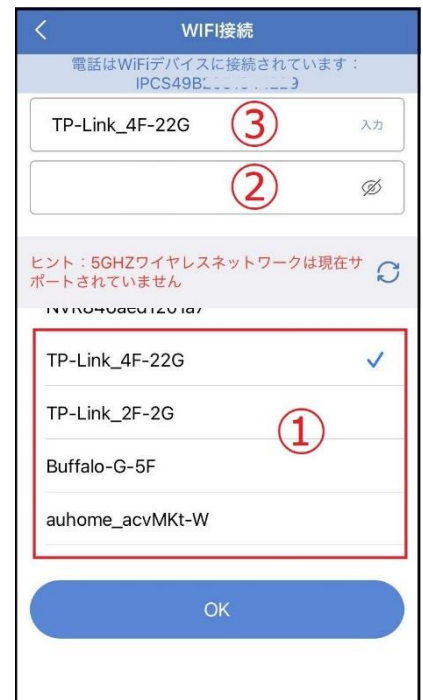 WIFI接続
電話はWiFiデバイスに接続されています：
TP-Link_4F-22G ③ 入力
②
ヒント：5GHZワイヤレスネットワークは現在サ
ポートされていません
TP-Link_4F-22G
TP-Link_2F-2G
①
Buffalo-G-5F
auhome_acvMKt-W
OK